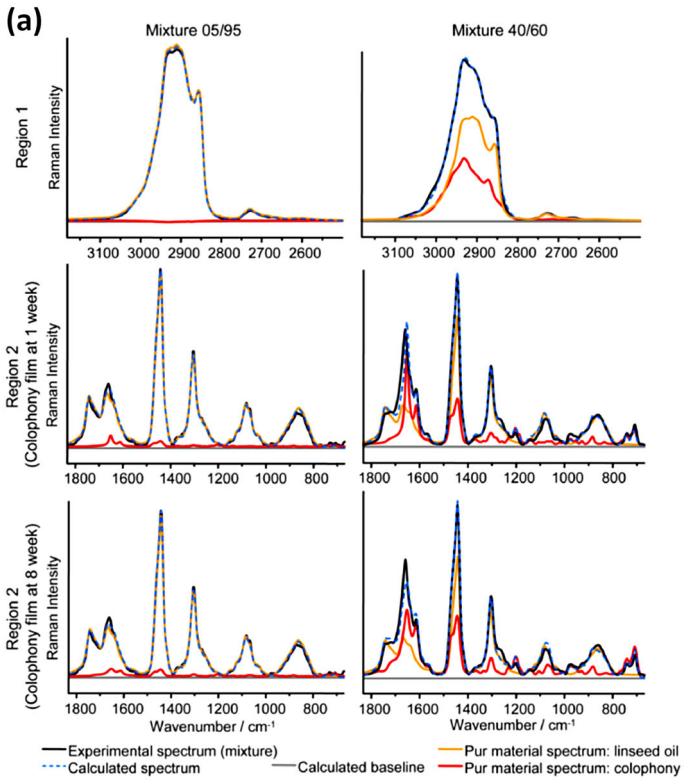 (a)
Mixture 05/95
Mixture 40/60
Region 1
Raman Intensity
3100 3000 2900 2800 2700 2600
3100 3000 2900 2800 2700 2600
Region 2
(Colophony film at 1 week)
Raman Intensity
1800 1600 1400 1200 1000 800
1800 1600 1400 1200 1000 800
Region 2
(Colophony film at 8 week)
Raman Intensity
1800 1600 1400 1200 1000 800
1800 1600 1400 1200 1000 800
Wavenumber / cm⁻¹
Wavenumber / cm⁻¹
Experimental spectrum (mixture)
Pur material spectrum: linseed oil
Calculated spectrum
Calculated baseline
Pur material spectrum: colophony